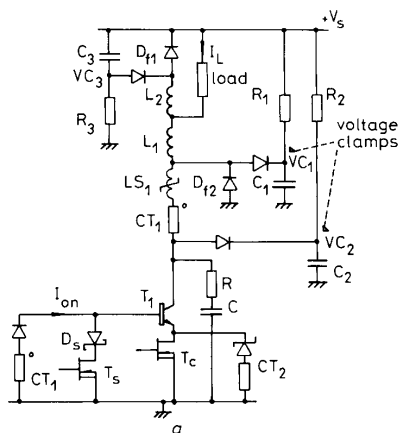 +Vs
C3
Df1
IL
load
VC3
L2
R1
R2
R3
L1
voltage
clamps
VC1
LS1
Df2
C1
CT1
VC2
C2
R
C
Ion
T1
Ds
Tc
CT2
CT1
Ts
a